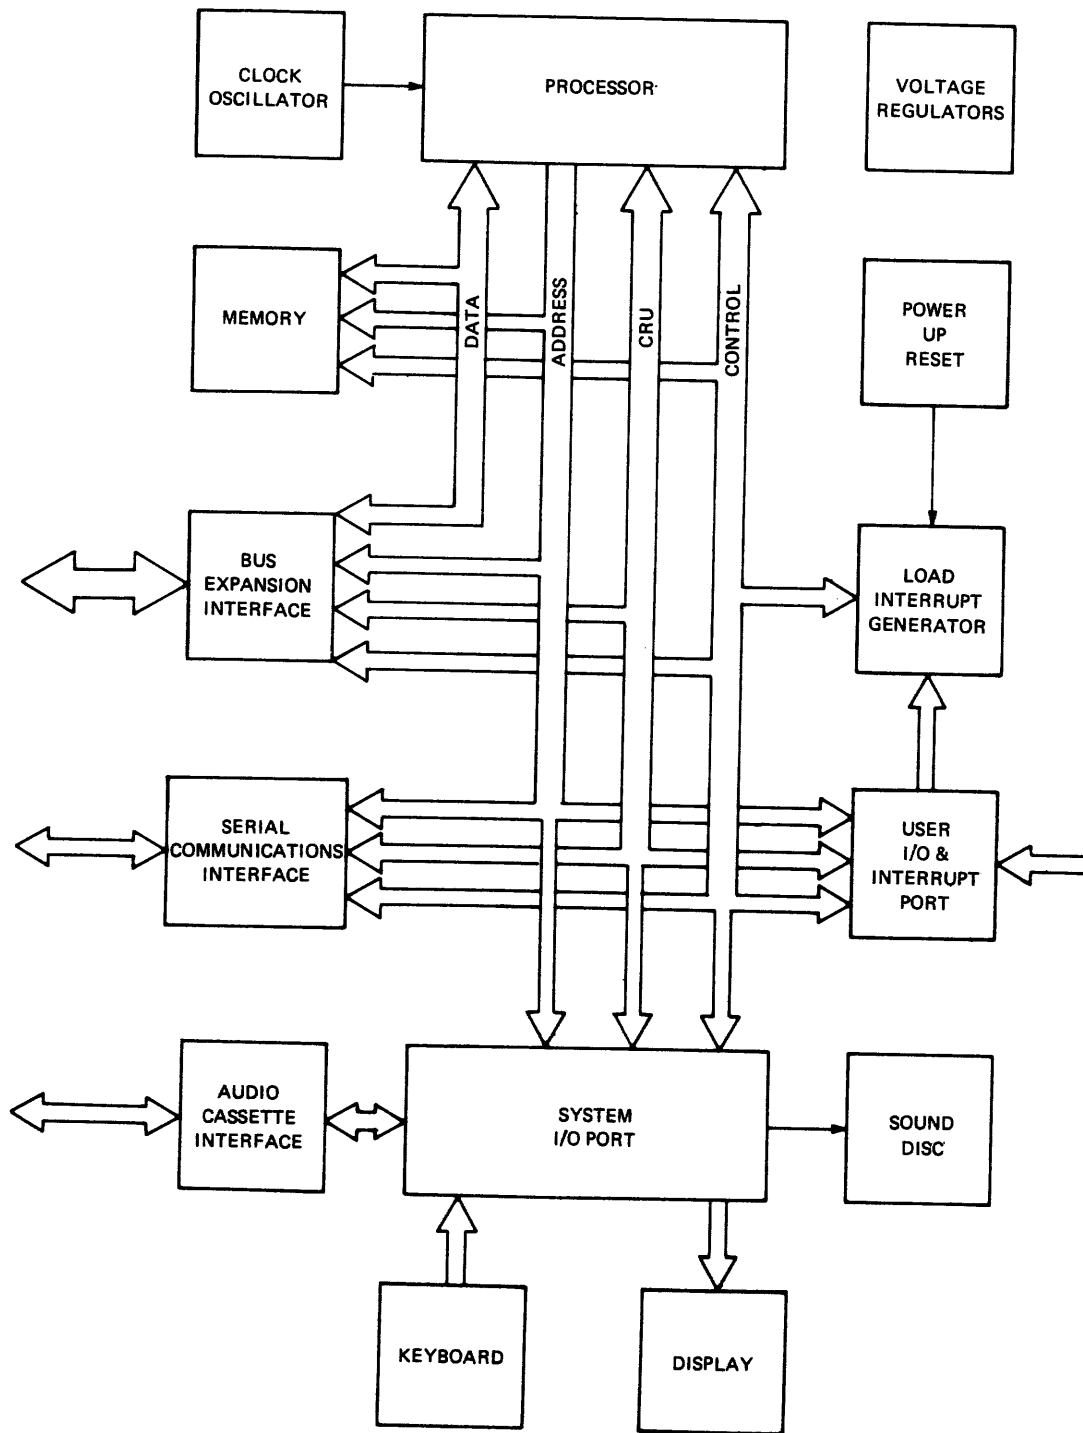 CLOCK
OSCILLATOR
PROCESSOR
VOLTAGE
REGULATORS
MEMORY
DATA
ADDRESS
CRU
CONTROL
POWER
UP
RESET
BUS
EXPANSION
INTERFACE
LOAD
INTERRUPT
GENERATOR
SERIAL
COMMUNICATIONS
INTERFACE
USER
I/O &
INTERRUPT
PORT
AUDIO
CASSETTE
INTERFACE
SYSTEM
I/O PORT
SOUND
DISC
KEYBOARD
DISPLAY